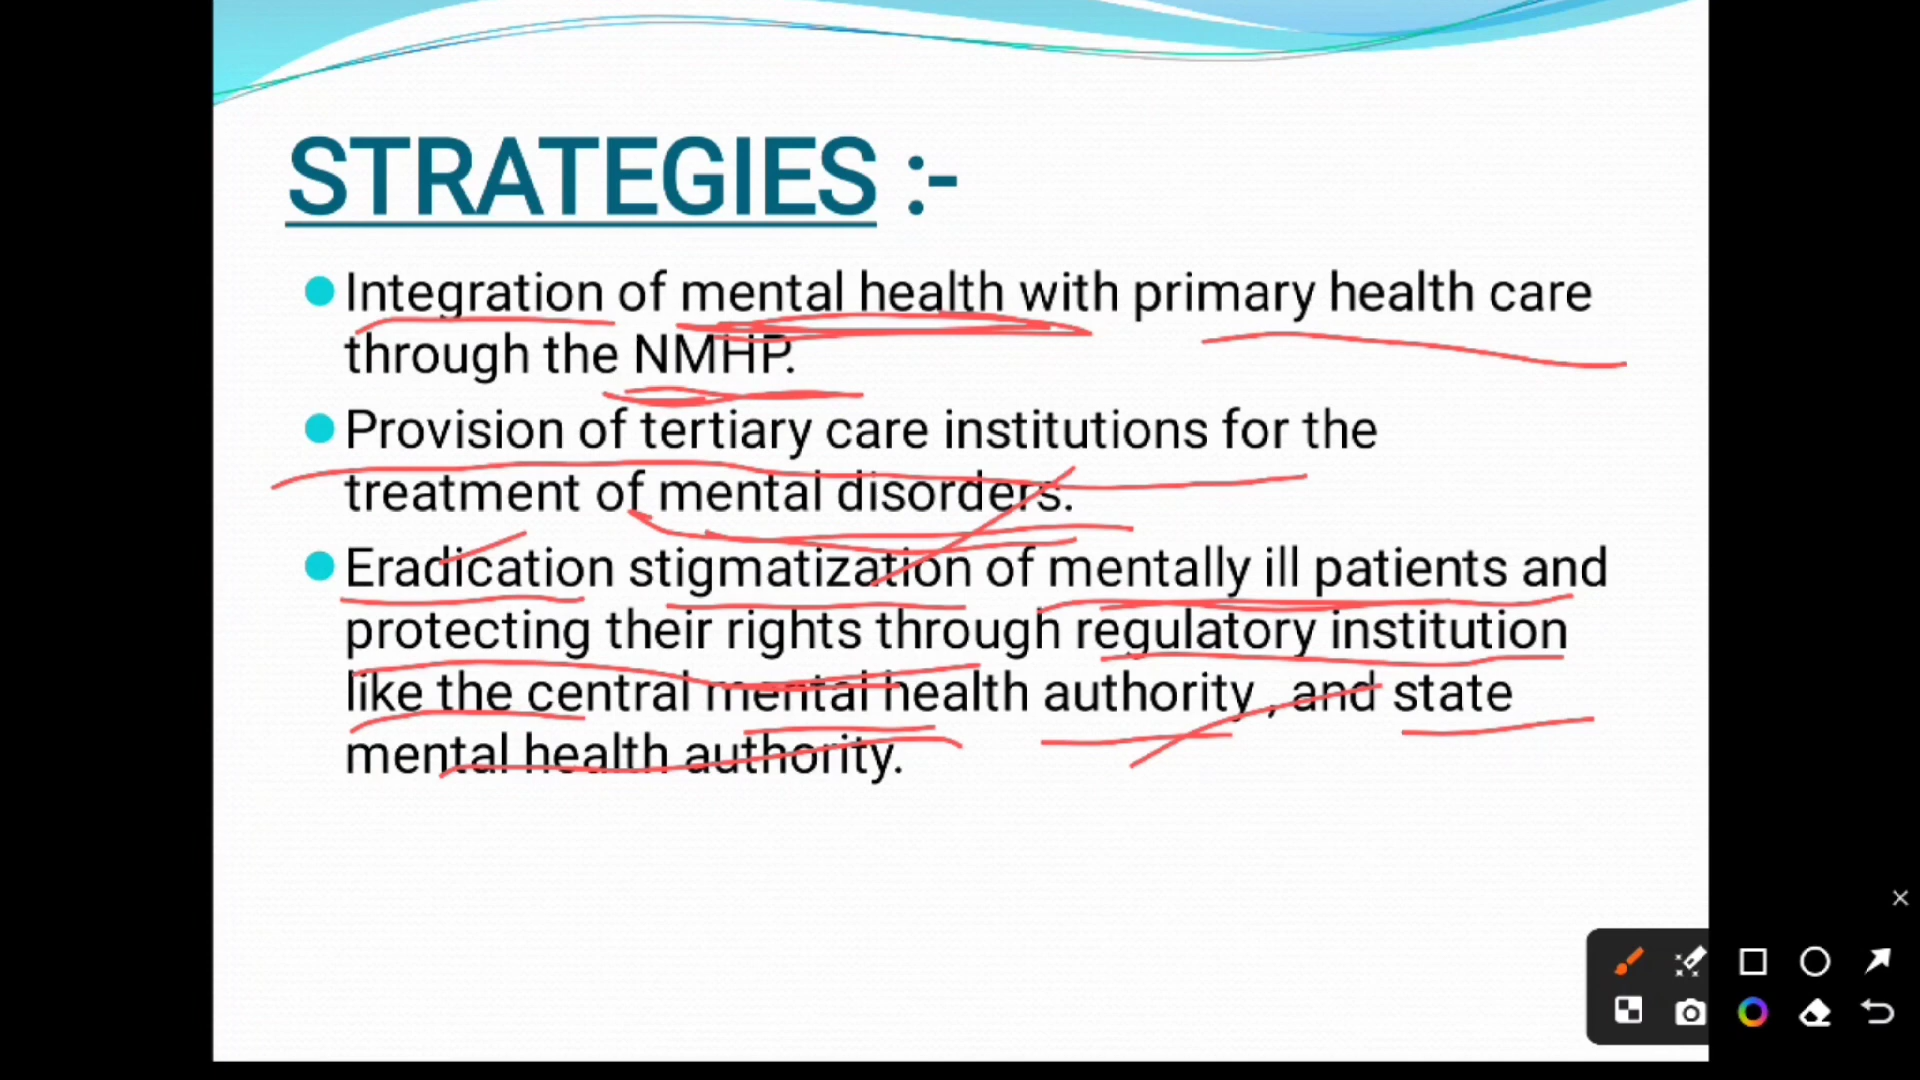 STRATEGIES :-
Integration of mental health with primary health care
through the NMHP.
Provision of tertiary care institutions for the
treatment of mental disorders.
Eradication stigmatization of mentally ill patients and
protecting their rights through regulatory institution
like the central mental health authority , and state
mental health authority.